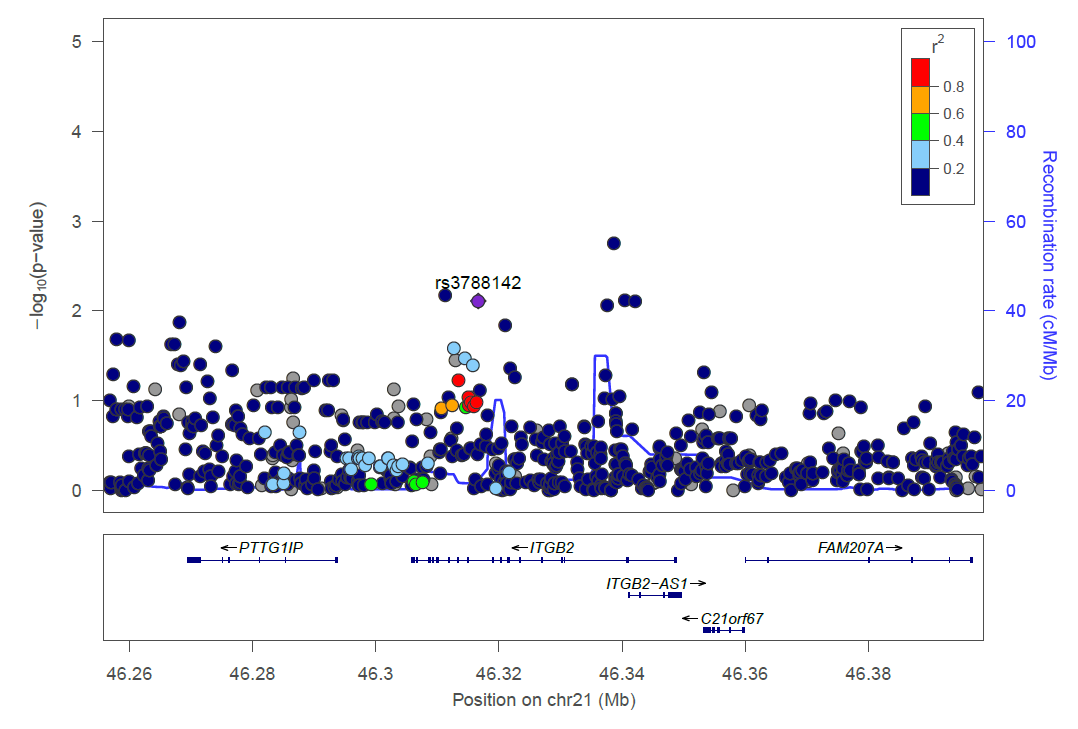 5
4
3
2
1
0
−log10(p−value)
100
80
60
40
20
0
Recombination rate (cM/Mb)
r2
0.8
0.6
0.4
0.2
rs3788142
←PTTG1IP
←ITGB2
FAM207A→
ITGB2−AS1→
←C21orf67
46.26 46.28 46.3 46.32 46.34 46.36 46.38
Position on chr21 (Mb)